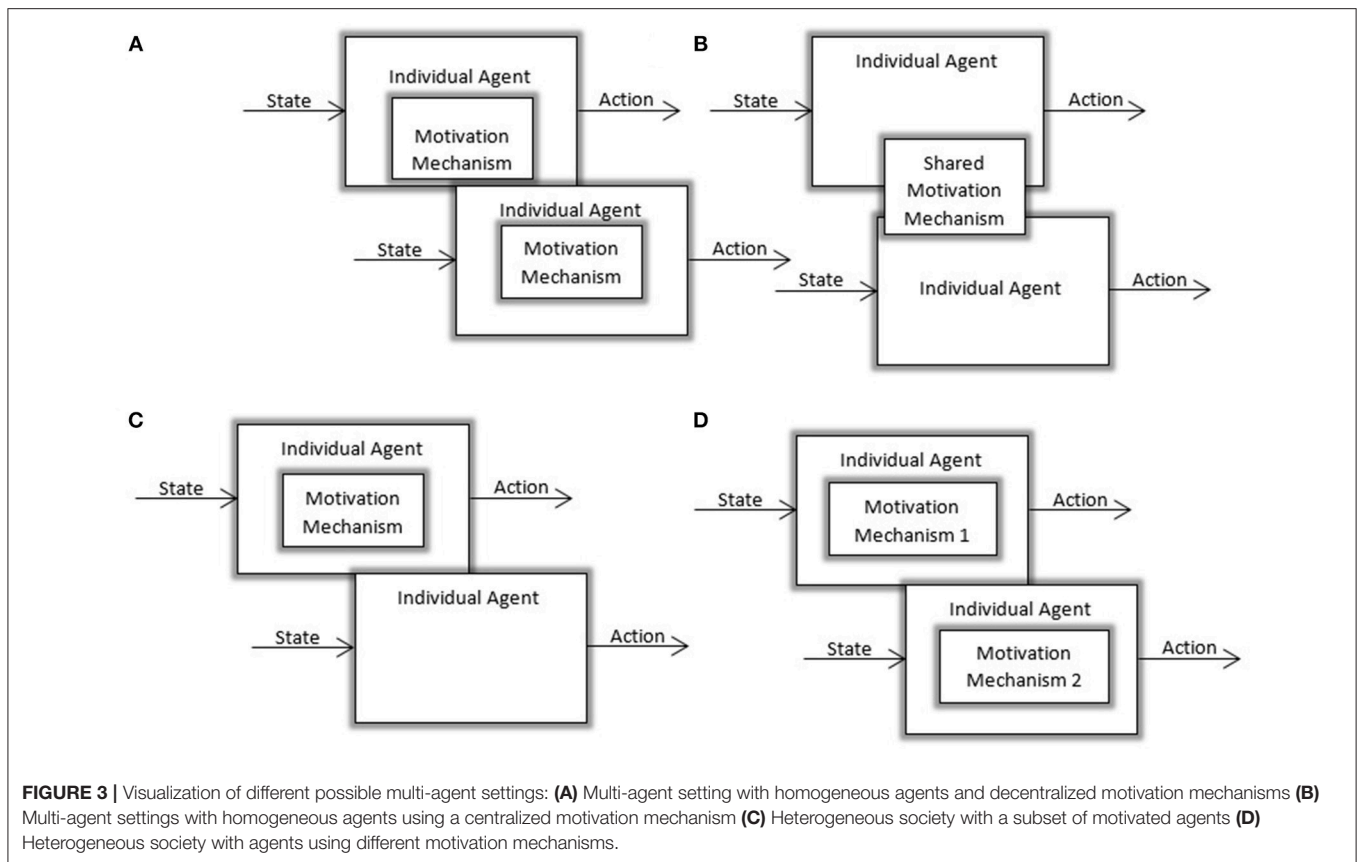 A
Individual Agent
State
Action
Motivation
Mechanism
Individual Agent
State
Action
Motivation
Mechanism
B
Individual Agent
State
Action
Shared
Motivation
Mechanism
State
Action
Individual Agent
C
Individual Agent
State
Action
Motivation
Mechanism
Individual Agent
State
Action
D
Individual Agent
State
Action
Motivation
Mechanism 1
Individual Agent
State
Action
Motivation
Mechanism 2
FIGURE 3 | Visualization of different possible multi-agent settings: (A) Multi-agent setting with homogeneous agents and decentralized motivation mechanisms (B)
Multi-agent settings with homogeneous agents using a centralized motivation mechanism (C) Heterogeneous society with a subset of motivated agents (D)
Heterogeneous society with agents using different motivation mechanisms.